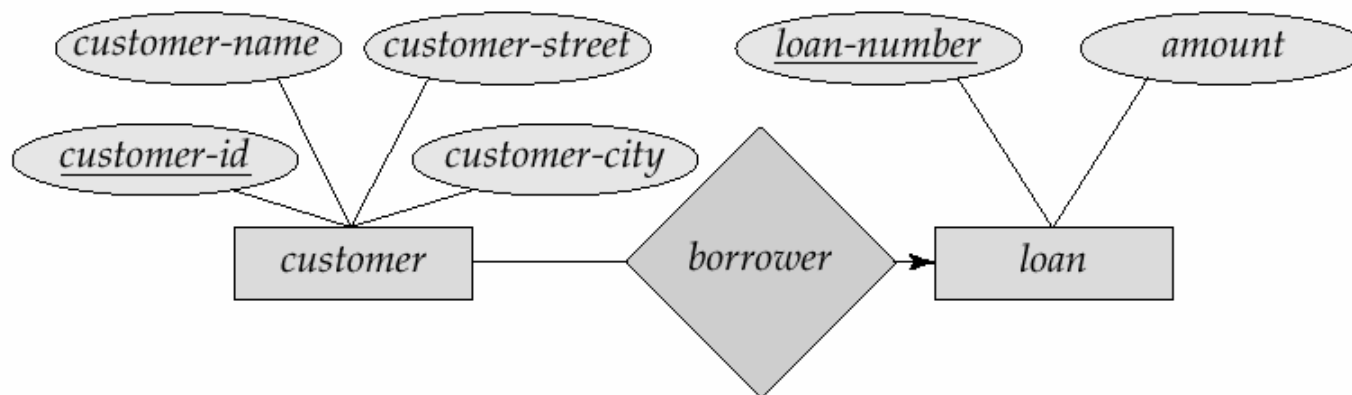 customer-name
customer-street
loan-number
amount
customer-id
customer-city
customer
borrower
loan